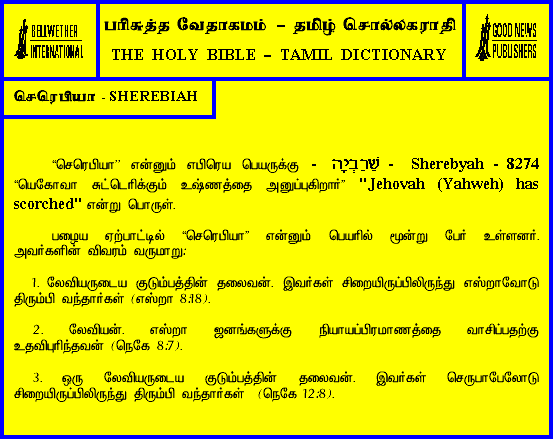 BELLWETHER
INTERNATIONAL
பரிசுத்த வேதாகமம் – தமிழ் சொல்லகராதி
THE HOLY BIBLE – TAMIL DICTIONARY
GOOD NEWS
PUBLISHERS
செரெபியா - SHEREBIAH
“செரெபியா” என்னும் எபிரெய பெயருக்கு - שֵׁרֵבְיָה - Sherebyah - 8274
“யெகோவா சுட்டெரிக்கும் உஷ்ணத்தை அனுப்புகிறார்” "Jehovah (Yahweh) has
scorched" என்று பொருள்.
பழைய ஏற்பாட்டில் “செரெபியா” என்னும் பெயரில் மூன்று பேர் உள்ளனர்.
அவர்களின் விவரம் வருமாறு:
1. லேவியருடைய குடும்பத்தின் தலைவன். இவர்கள் சிறையிருப்பிலிருந்து எஸ்றாவோடு
திரும்பி வந்தார்கள் (எஸ்றா 8:18).
2. லேவியன். எஸ்றா ஜனங்களுக்கு நியாயப்பிரமாணத்தை வாசிப்பதற்கு
உதவிபுரிந்தவன் (நெகே 8:7).
3. ஒரு லேவியருடைய குடும்பத்தின் தலைவன். இவர்கள் செருபாபேலோடு
சிறையிருப்பிலிருந்து திரும்பி வந்தார்கள் (நெகே 12:8).